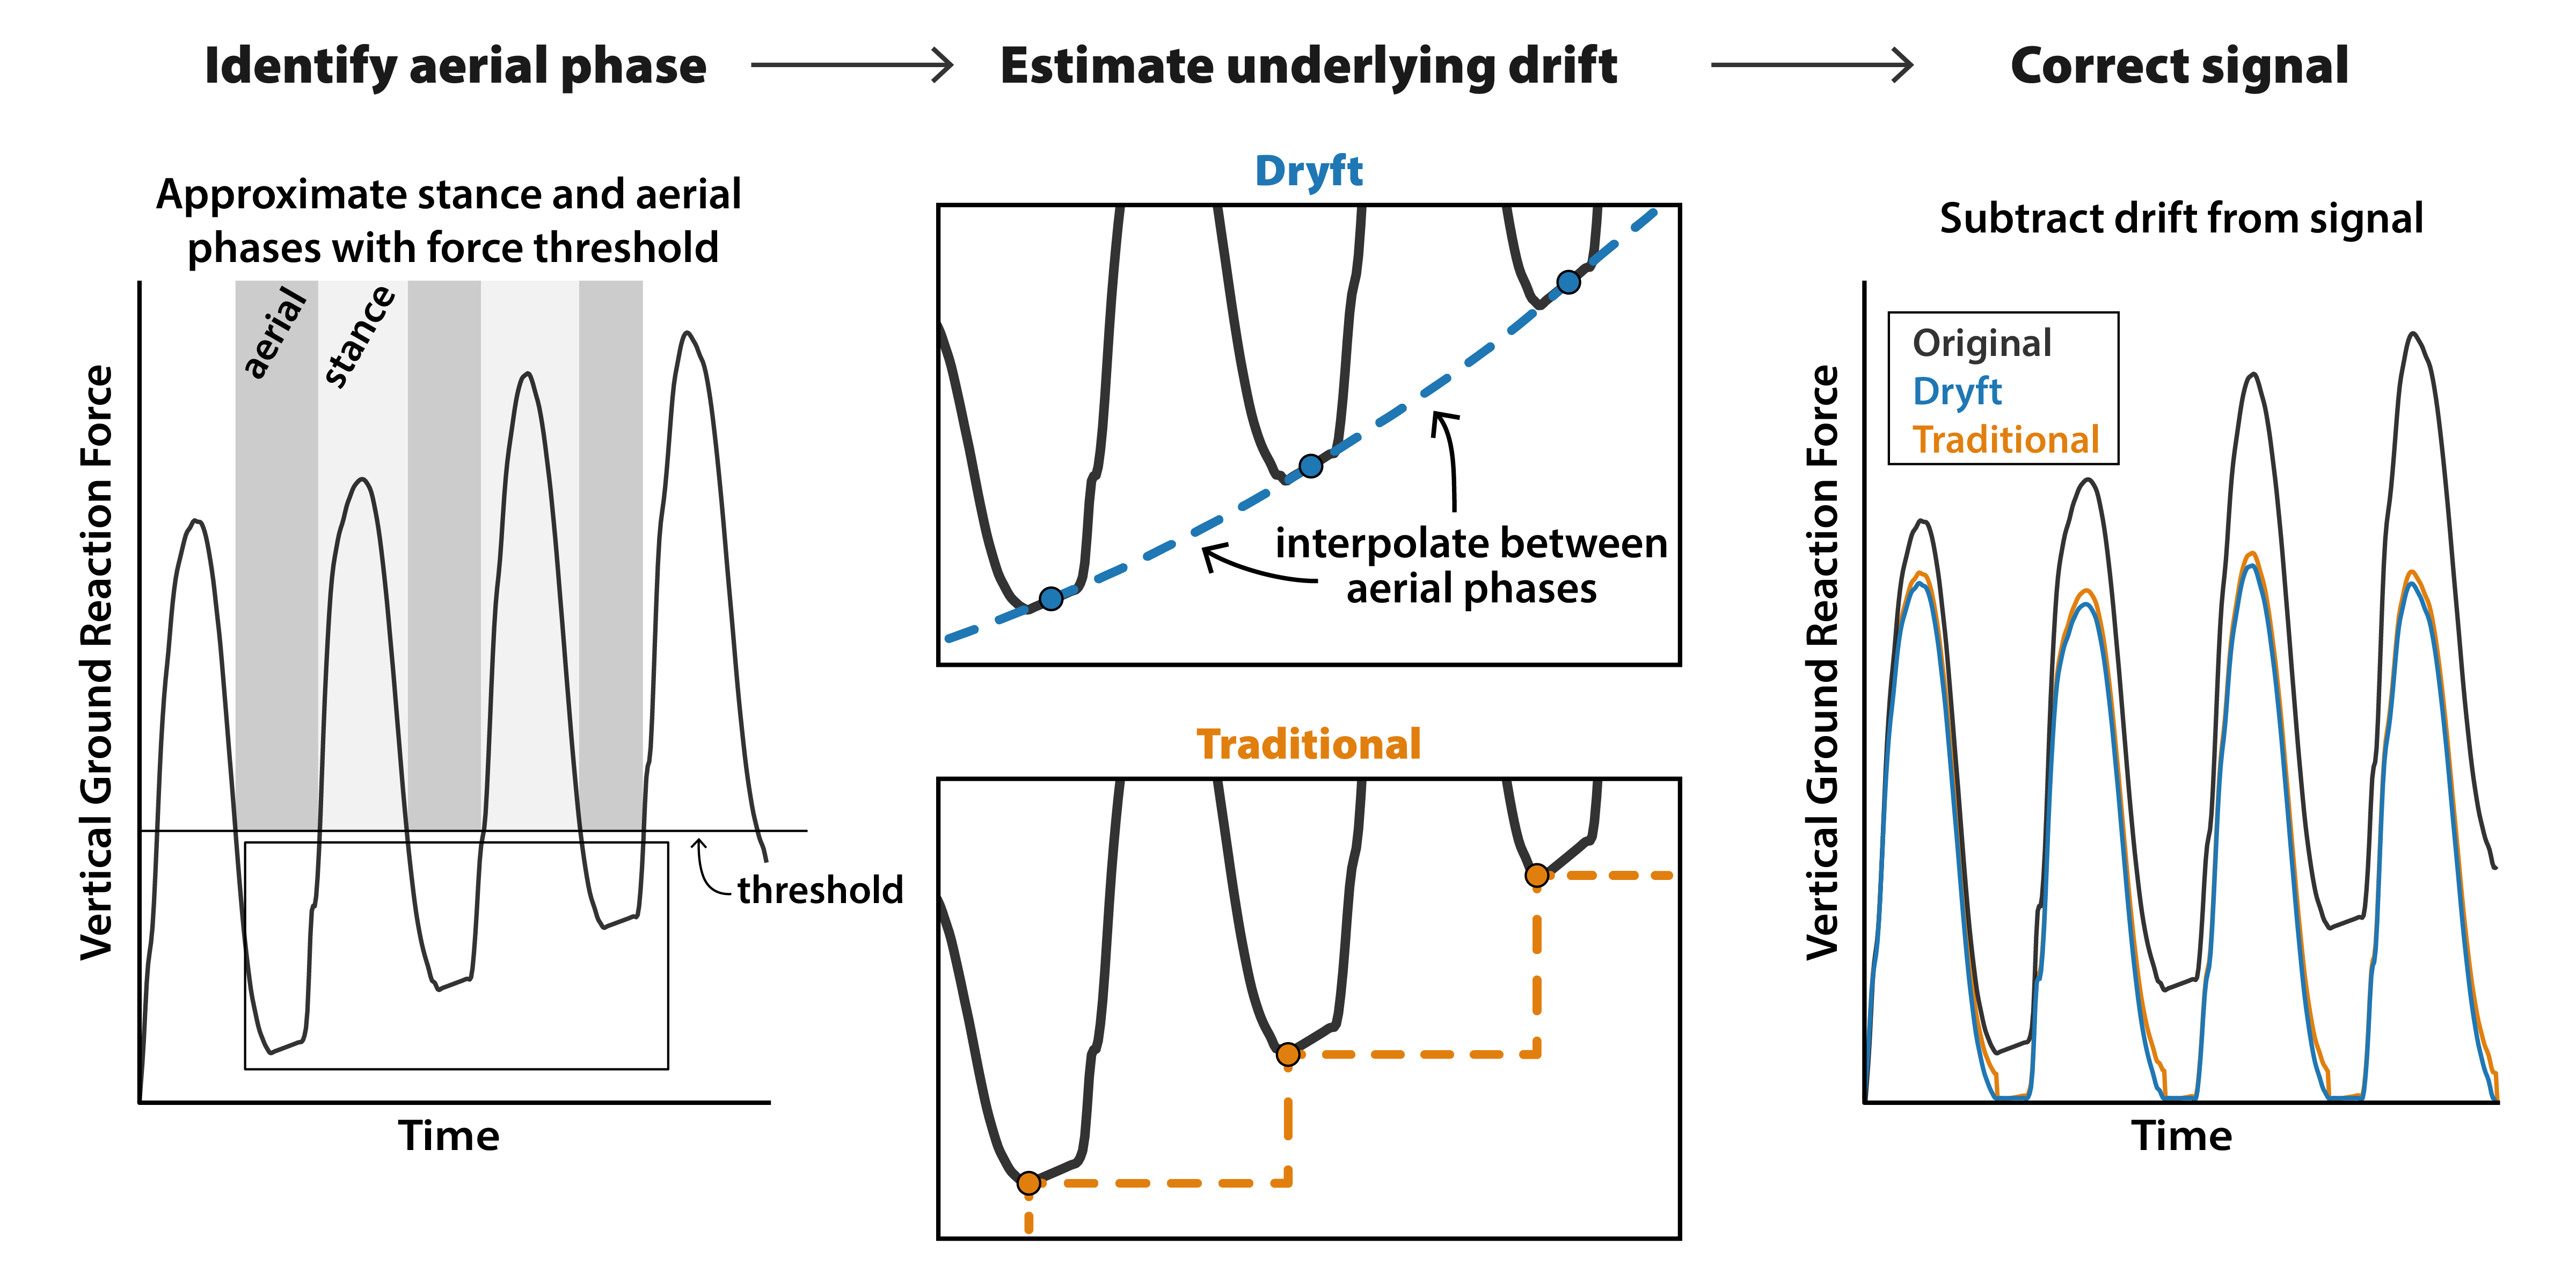 Identify aerial phase
Estimate underlying drift
Correct signal
Approximate stance and aerial
phases with force threshold
aerial
stance
Vertical Ground Reaction Force
threshold
Time
Dryft
interpolate between
aerial phases
Traditional
Subtract drift from signal
Original
Dryft
Traditional
Vertical Ground Reaction Force
Time